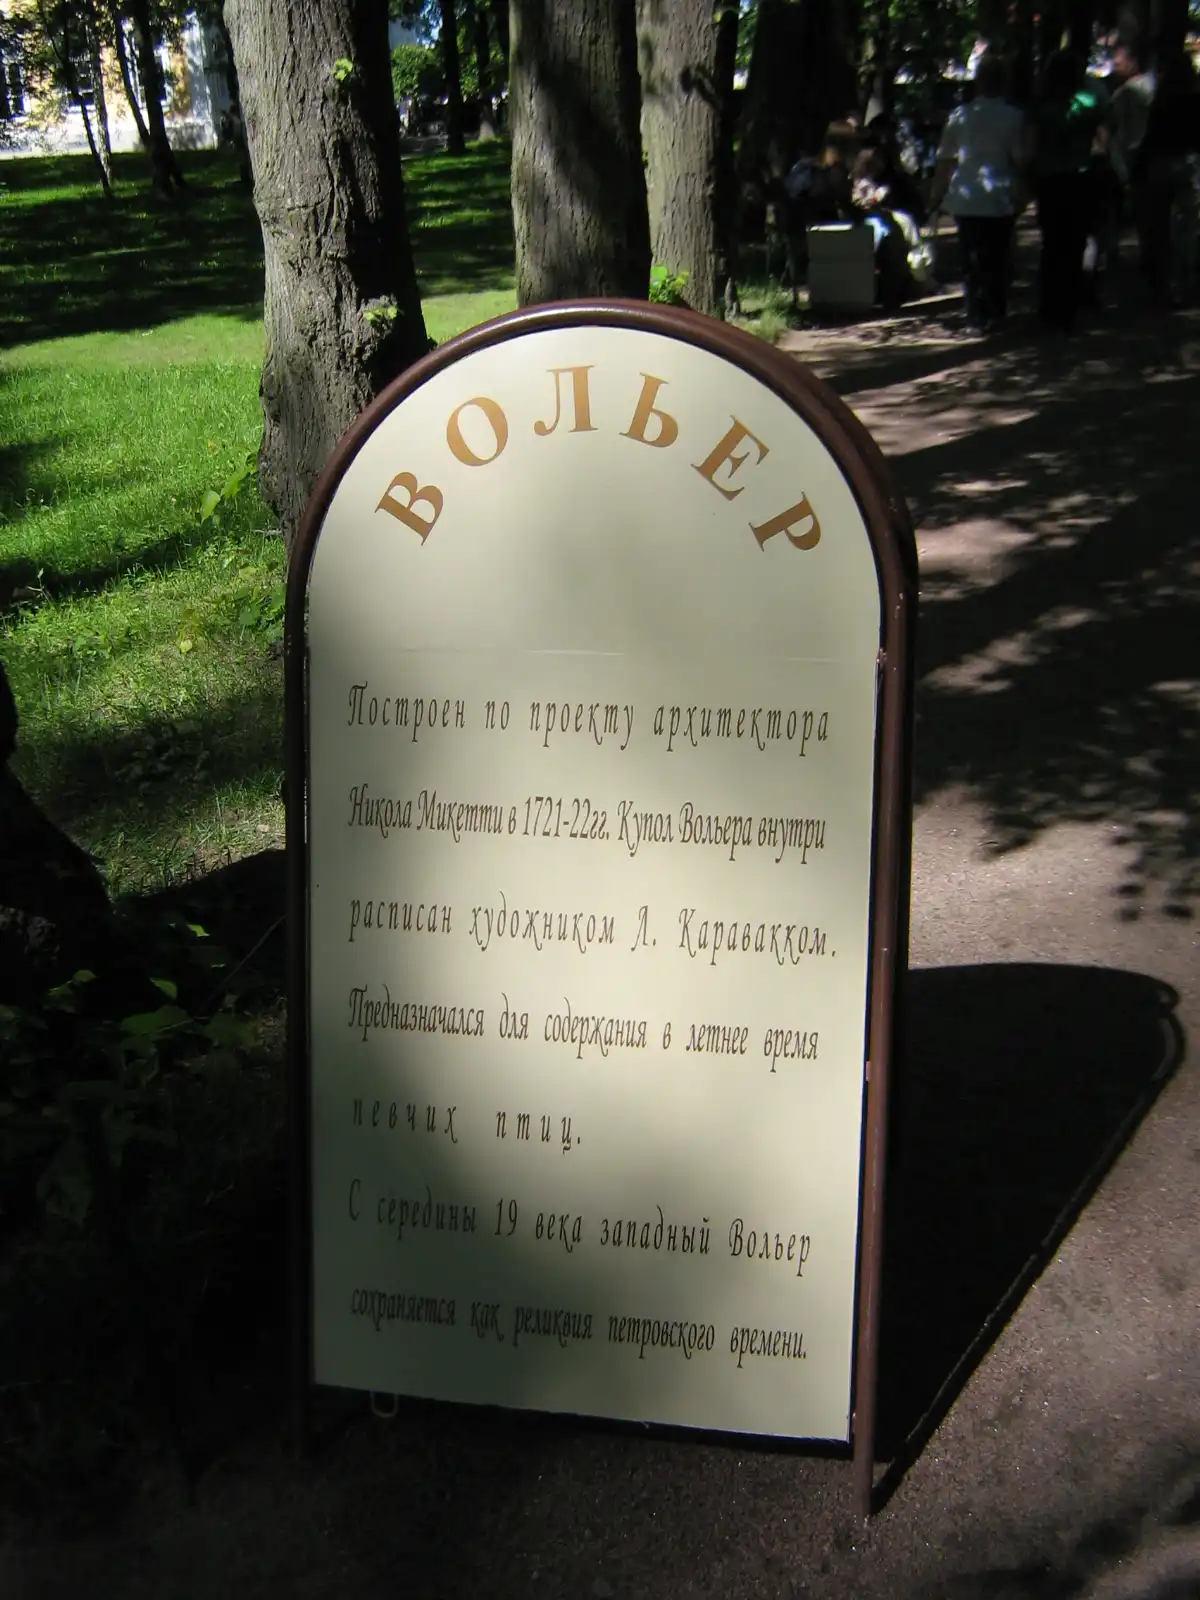 ВОЛЬЕР
Построен по проекту архитектора
Никола Микетти в 1721-22гг. Купол Вольера внутри
расписан художником Л. Караваккком.
Предназначался для содержания в летнее время
певчих птиц.
С середины 19 века западный Вольер
сохраняется как реликвия петровского времени.